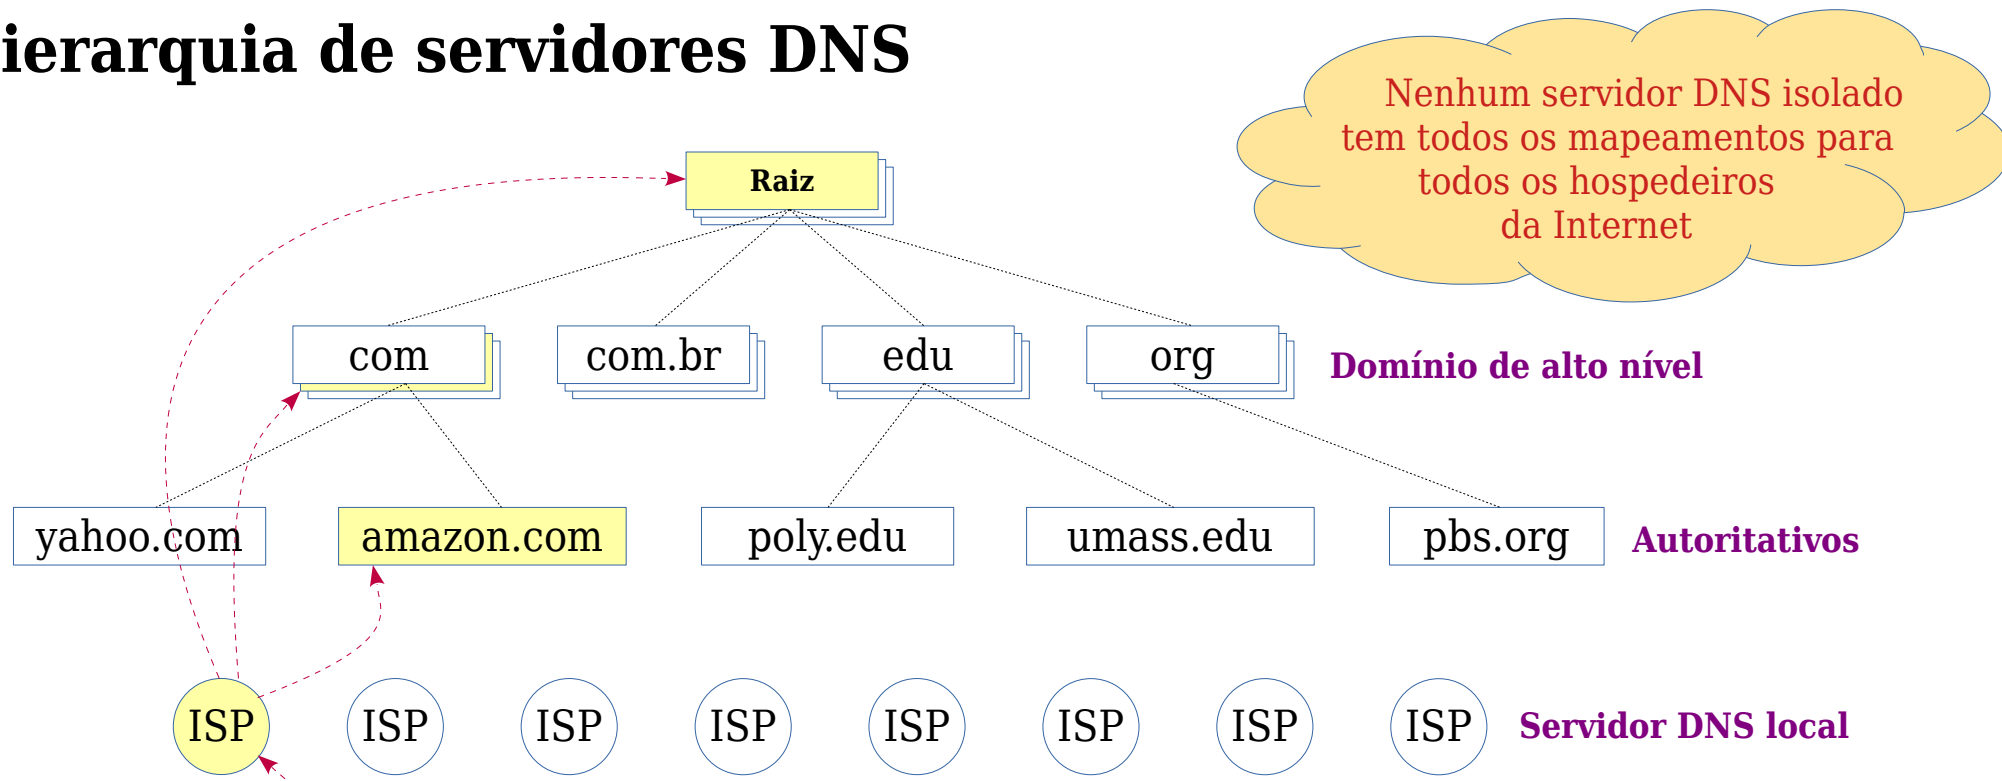 ierarquia de servidores DNS
Nenhum servidor DNS isolado
tem todos os mapeamentos para
todos os hospedeiros
da Internet
Raiz
com
com.br
edu
org
Domínio de alto nível
yahoo.com
amazon.com
poly.edu
umass.edu
pbs.org
Autoritativos
ISP
ISP
ISP
ISP
ISP
ISP
ISP
ISP
Servidor DNS local